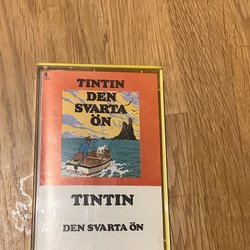 TINTIN
DEN
SVARTA
ÖN
TINTIN
DEN SVARTA ÖN